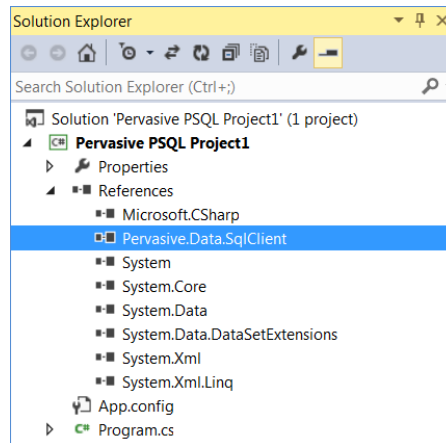 Solution Explorer
Search Solution Explorer (Ctrl+;)
Solution 'Pervasive PSQL Project1' (1 project)
C# Pervasive PSQL Project1
Properties
References
Microsoft.CSharp
Pervasive.Data.SqlClient
System
System.Core
System.Data
System.Data.DataSetExtensions
System.Xml
System.Xml.Linq
App.config
C# Program.cs